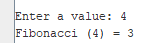 Enter a value: 4
Fibonacci (4) = 3